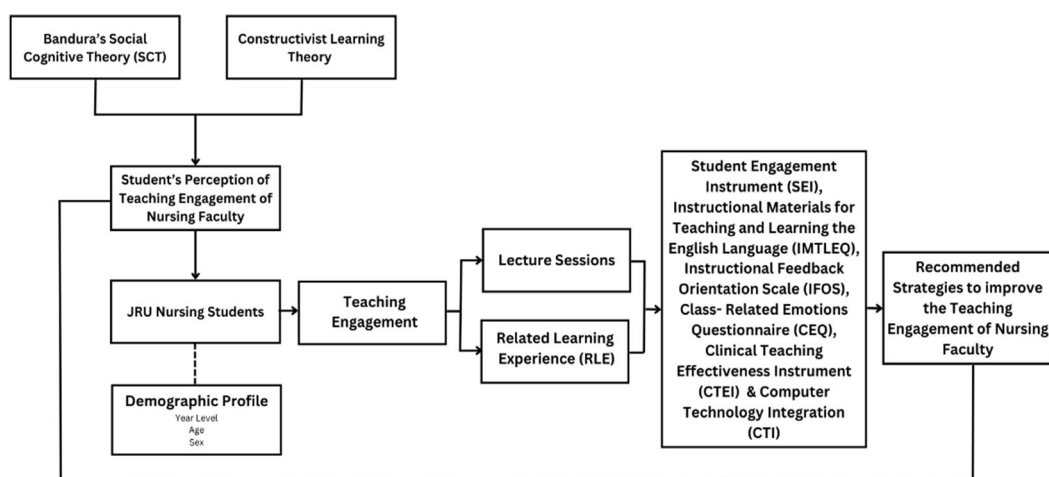 Bandura's Social
Cognitive Theory (SCT)
Constructivist Learning
Theory
Student's Perception of
Teaching Engagement of
Nursing Faculty
JRU Nursing Students
Demographic Profile
Year Level
Age
Sex
Teaching
Engagement
Lecture Sessions
Related Learning
Experience (RLE)
Student Engagement
Instrument (SEI),
Instructional Materials for
Teaching and Learning the
English Language (IMTLEQ),
Instructional Feedback
Orientation Scale (IFOS),
Class- Related Emotions
Questionnaire (CEQ),
Clinical Teaching
Effectiveness Instrument
(CTEI) & Computer
Technology Integration
(CTI)
Recommended
Strategies to improve
the Teaching
Engagement of Nursing
Faculty